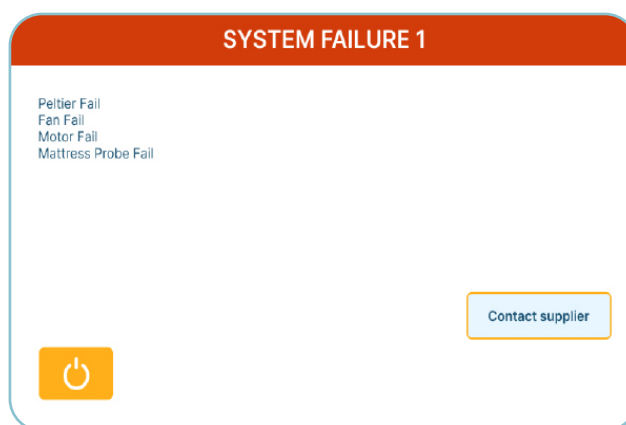 SYSTEM FAILURE 1
Peltier Fail
Fan Fail
Motor Fail
Mattress Probe Fail
Contact supplier